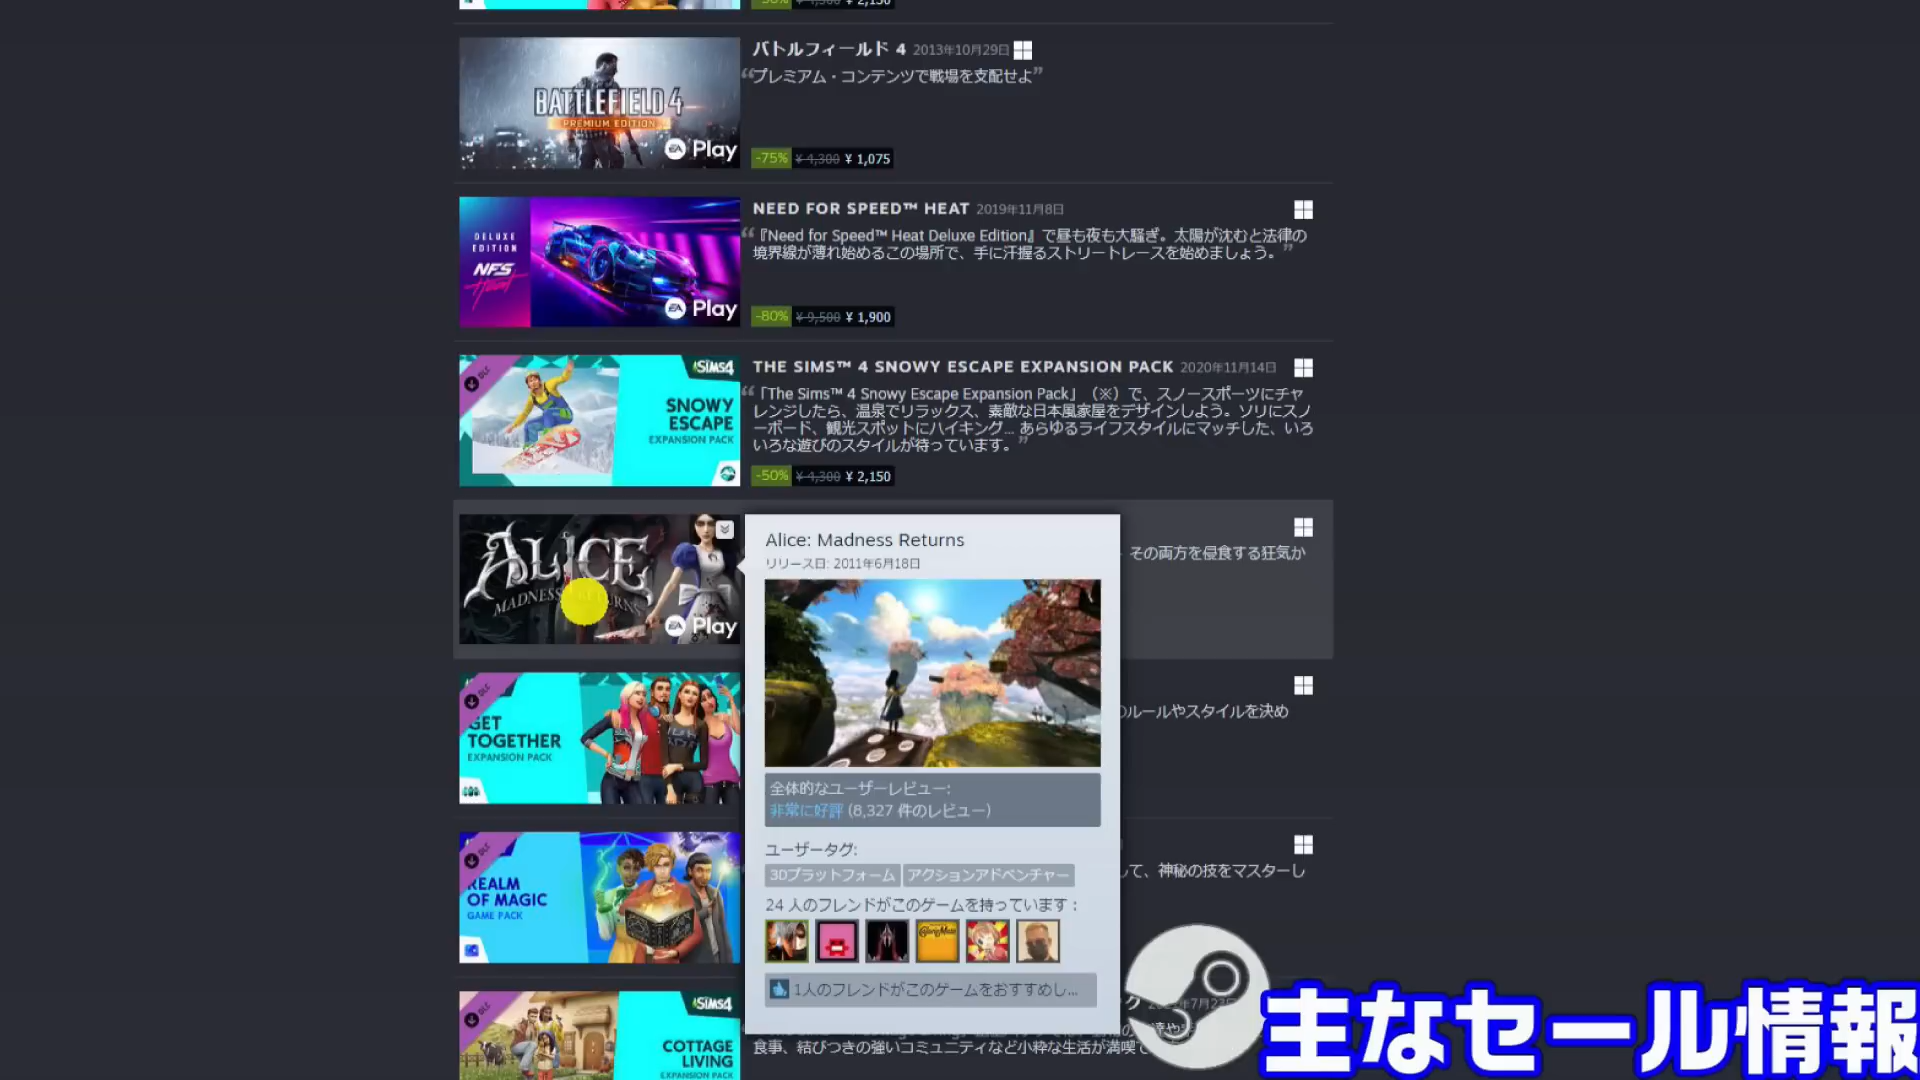 -50% ¥ 4,300 ¥ 2,150
バトルフィールド 4 2013年10月29日
“プレミアム・コンテンツで戦場を支配せよ”
BATTLEFIELD 4
PREMIUM EDITION
EA Play
-75% ¥ 4,300 ¥ 1,075
NEED FOR SPEED™ HEAT 2019年11月8日
“『Need for Speed™ Heat Deluxe Edition』で昼も夜も大騒ぎ。太陽が沈むと法律の
境界線が薄れ始めるこの場所で、手に汗握るストリートレースを始めましょう。”
DELUXE
EDITION
NFS
Heat
EA Play
-80% ¥ 9,500 ¥ 1,900
THE SIMS™ 4 SNOWY ESCAPE EXPANSION PACK 2020年11月14日
“「The Sims™ 4 Snowy Escape Expansion Pack」（※）で、スノースポーツにチャ
レンジしたら、温泉でリラックス、素敵な日本風家屋をデザインしよう。ソリにスノ
ーボード、観光スポットにハイキング... あらゆるライフスタイルにマッチした、いろ
いろな遊びのスタイルが待っています。”
DLC
SIMS4
SNOWY
ESCAPE
EXPANSION PACK
-50% ¥ 4,300 ¥ 2,150
ALICE
MADNESS RETURNS
EA Play
Alice: Madness Returns
リリース日: 2011年6月18日
その両方を侵食する狂気か
全体的なユーザーレビュー:
非常に好評 (8,327 件のレビュー)
ユーザータグ:
3Dプラットフォーム アクションアドベンチャー
24 人のフレンドがこのゲームを持っています：
1人のフレンドがこのゲームをおすすめし...
DLC
GET
TOGETHER
EXPANSION PACK
のルールやスタイルを決め
DLC
REALM
OF MAGIC
GAME PACK
して、神秘の技をマスターし
DLC
SIMS4
COTTAGE
LIVING
EXPANSION PACK
食事、結びつきの強いコミュニティなど小粋な生活が満喫で
主なセール情報